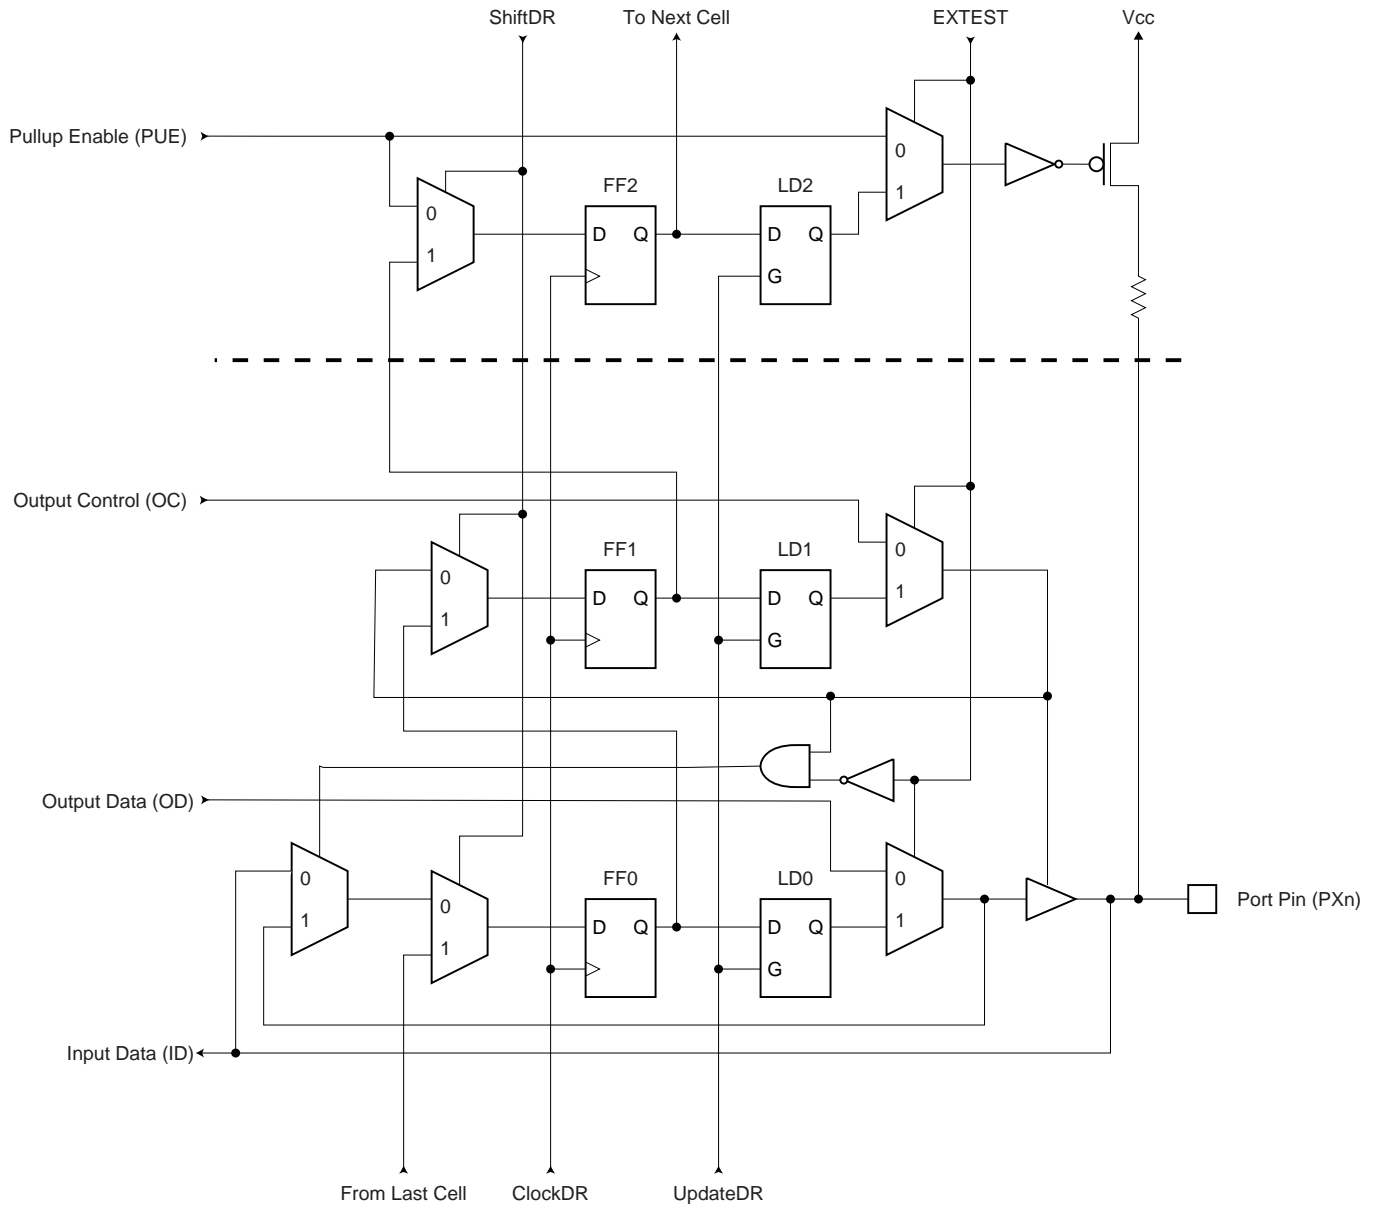 ShiftDR To Next Cell EXTEST Vcc
Pullup Enable (PUE)
0
1
FF2
D Q
LD2
D Q
G
0
1
Output Control (OC)
0
1
FF1
D Q
LD1
D Q
G
0
1
Output Data (OD)
0
1
0
1
FF0
D Q
LD0
D Q
G
0
1
Port Pin (PXn)
Input Data (ID)
From Last Cell ClockDR UpdateDR